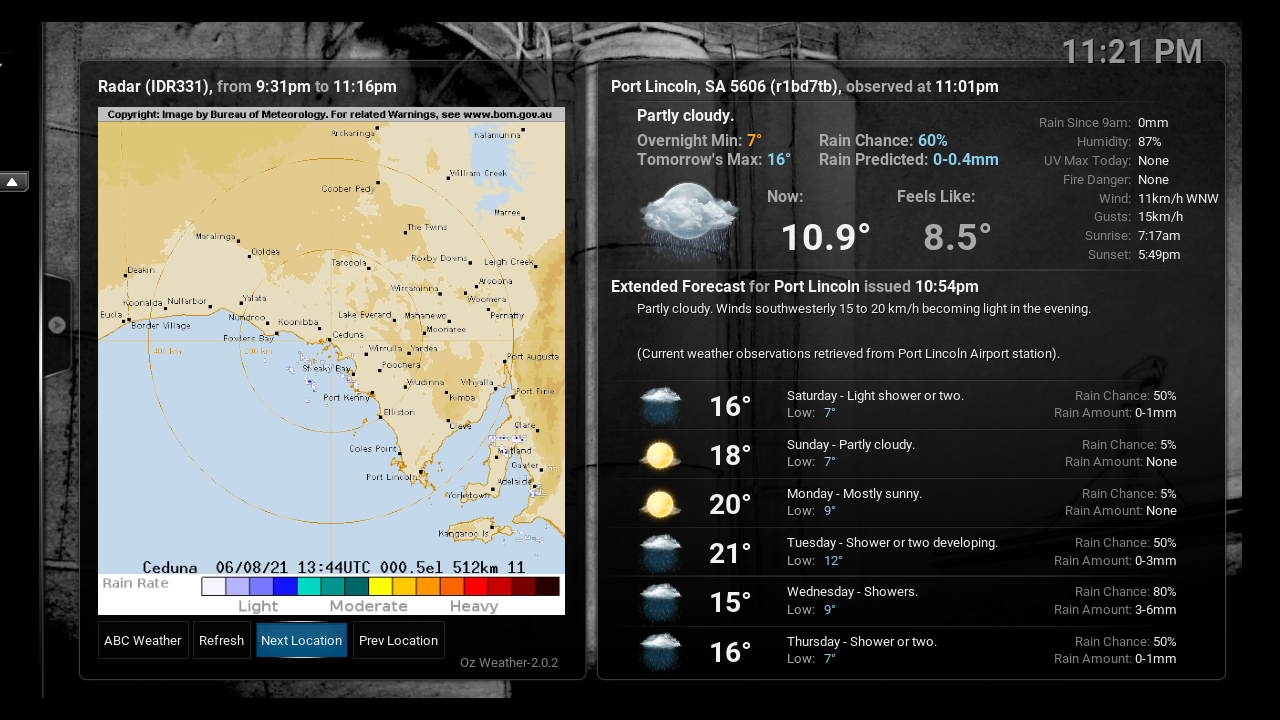 11:21 PM
Radar (IDR331), from 9:31pm to 11:16pm
Copyright: Image by Bureau of Meteorology. For related Warnings, see www.bom.gov.au
Arckaringa
Kalamurina
William Creek
Coober Pedy
Marree
The Twins
Maralinga
Ooldea
Tarcoola
Roxby Downs
Leigh Creek
Deakin
Arcoona
Wirraminna
Woomera
Koonalda
Nullarbor
Yalata
Eucla
Border Village
Nundroo
Koonibba
Lake Everard
Mahanewo
Pernatty
Moonaree
Fowlers Bay
Ceduna
400 km
200 km
Wirrulla
Yardea
Port Augusta
Streaky Bay
Poochera
Wudinna
Whyalla
Port Pirie
Port Kenny
Kimba
Elliston
Cleve
Clare
Coles Point
Maitland
Gawler
Port Lincoln
Adelaide
Yorketown
Kangaroo Is
Ceduna 06/08/21 13:44UTC 000.5el 512km 11
Rain Rate
Light Moderate Heavy
ABC Weather Refresh Next Location Prev Location
Oz Weather-2.0.2
Port Lincoln, SA 5606 (r1bd7tb), observed at 11:01pm
Partly cloudy.
Overnight Min: 7° Rain Chance: 60%
Tomorrow's Max: 16° Rain Predicted: 0-0.4mm
Now: Feels Like:
10.9° 8.5°
Rain Since 9am: 0mm
Humidity: 87%
UV Max Today: None
Fire Danger: None
Wind: 11km/h WNW
Gusts: 15km/h
Sunrise: 7:17am
Sunset: 5:49pm
Extended Forecast for Port Lincoln issued 10:54pm
Partly cloudy. Winds southwesterly 15 to 20 km/h becoming light in the evening.
(Current weather observations retrieved from Port Lincoln Airport station).
16° Saturday - Light shower or two. Rain Chance: 50%
Low: 7° Rain Amount: 0-1mm
18° Sunday - Partly cloudy. Rain Chance: 5%
Low: 7° Rain Amount: None
20° Monday - Mostly sunny. Rain Chance: 5%
Low: 9° Rain Amount: None
21° Tuesday - Shower or two developing. Rain Chance: 50%
Low: 12° Rain Amount: 0-3mm
15° Wednesday - Showers. Rain Chance: 80%
Low: 9° Rain Amount: 3-6mm
16° Thursday - Shower or two. Rain Chance: 50%
Low: 7° Rain Amount: 0-1mm